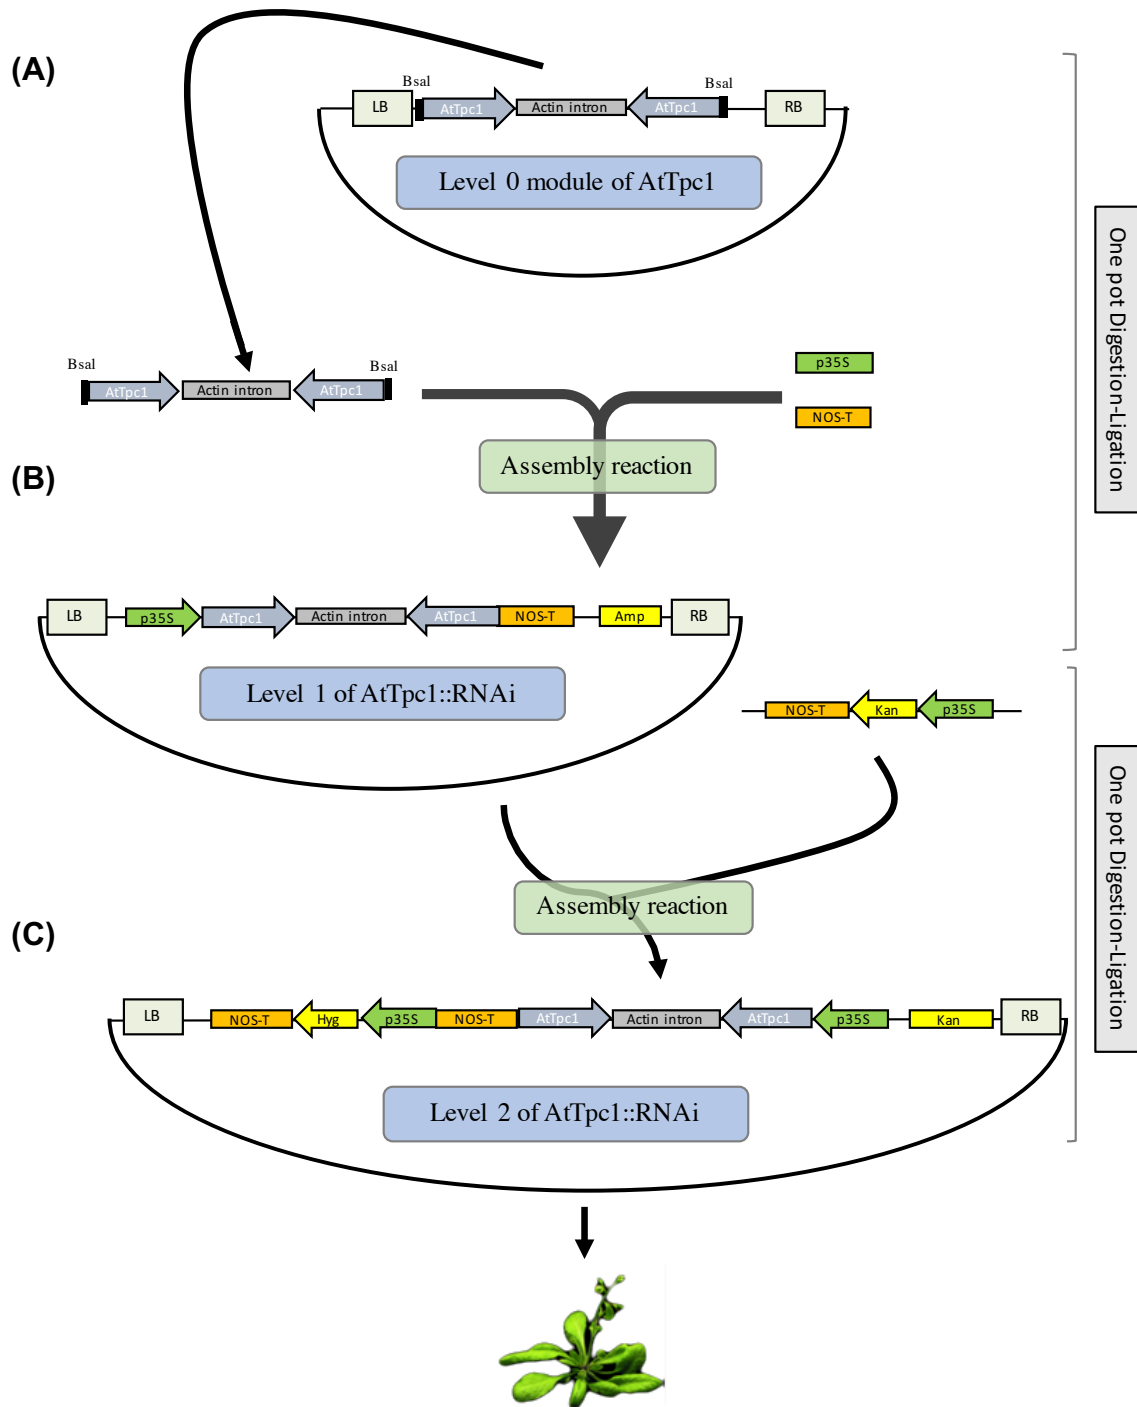 (A)
BsaI BsaI
LB AtTpc1 Actin intron AtTpc1 RB
Level 0 module of AtTpc1
One pot Digestion-Ligation
BsaI BsaI
AtTpc1 Actin intron AtTpc1
p35S
NOS-T
Assembly reaction
(B)
LB p35S AtTpc1 Actin intron AtTpc1 NOS-T Amp RB
Level 1 of AtTpc1::RNAi
NOS-T Kan p35S
One pot Digestion-Ligation
Assembly reaction
(C)
LB NOS-T Hyg p35S NOS-T AtTpc1 Actin intron AtTpc1 p35S Kan RB
Level 2 of AtTpc1::RNAi